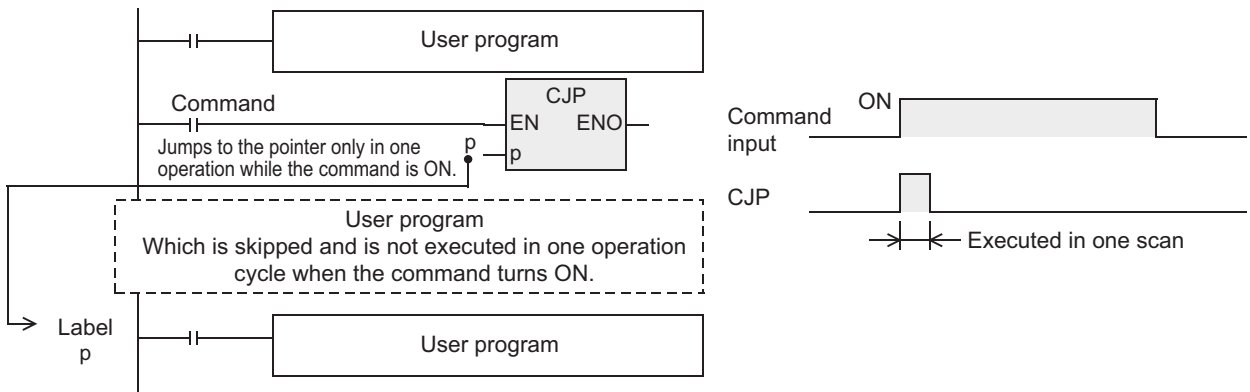 User program
Command
CJP
EN
ENO
Jumps to the pointer only in one
operation while the command is ON.
p
p
User program
Which is skipped and is not executed in one operation
cycle when the command turns ON.
Label
p
User program
Command
input
ON
CJP
Executed in one scan